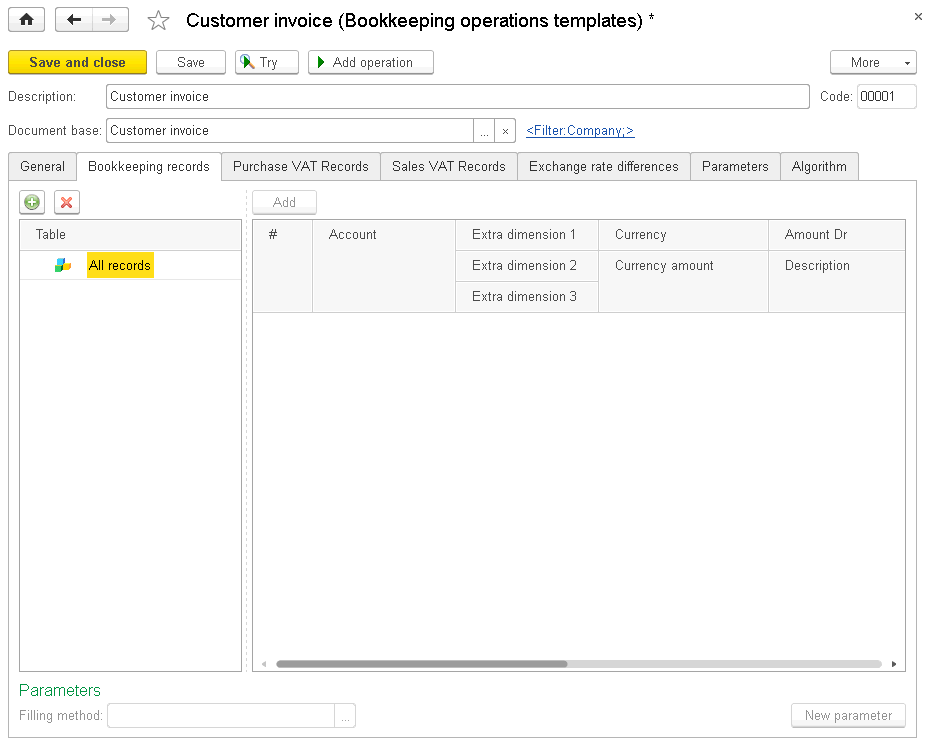 Customer invoice (Bookkeeping operations templates) *
Save and close Save Try Add operation More
Description: Customer invoice Code: 00001
Document base: Customer invoice ... × <Filter:Company;>
General Bookkeeping records Purchase VAT Records Sales VAT Records Exchange rate differences Parameters Algorithm
Add
Table # Account Extra dimension 1 Currency Amount Dr
All records Extra dimension 2 Currency amount Description
Extra dimension 3
Parameters
Filling method: ... New parameter